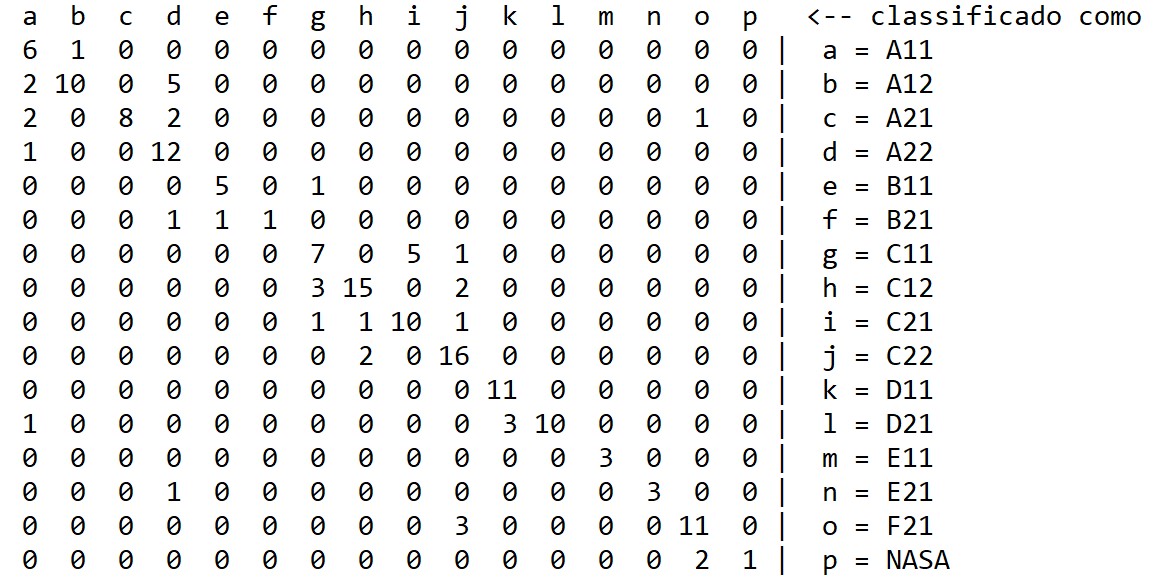 a b c d e f g h i j k l m n o p <-- classificado como
6 1 0 0 0 0 0 0 0 0 0 0 0 0 0 0 | a = A11
2 10 0 5 0 0 0 0 0 0 0 0 0 0 0 0 | b = A12
2 0 8 2 0 0 0 0 0 0 0 0 0 0 1 0 | c = A21
1 0 0 12 0 0 0 0 0 0 0 0 0 0 0 0 | d = A22
0 0 0 0 5 0 1 0 0 0 0 0 0 0 0 0 | e = B11
0 0 0 1 1 1 0 0 0 0 0 0 0 0 0 0 | f = B21
0 0 0 0 0 0 7 0 5 1 0 0 0 0 0 0 | g = C11
0 0 0 0 0 0 3 15 0 2 0 0 0 0 0 0 | h = C12
0 0 0 0 0 0 1 1 10 1 0 0 0 0 0 0 | i = C21
0 0 0 0 0 0 0 2 0 16 0 0 0 0 0 0 | j = C22
0 0 0 0 0 0 0 0 0 0 11 0 0 0 0 0 | k = D11
1 0 0 0 0 0 0 0 0 0 3 10 0 0 0 0 | l = D21
0 0 0 0 0 0 0 0 0 0 0 0 3 0 0 0 | m = E11
0 0 0 1 0 0 0 0 0 0 0 0 0 3 0 0 | n = E21
0 0 0 0 0 0 0 0 0 3 0 0 0 0 11 0 | o = F21
0 0 0 0 0 0 0 0 0 0 0 0 0 0 2 1 | p = NASA